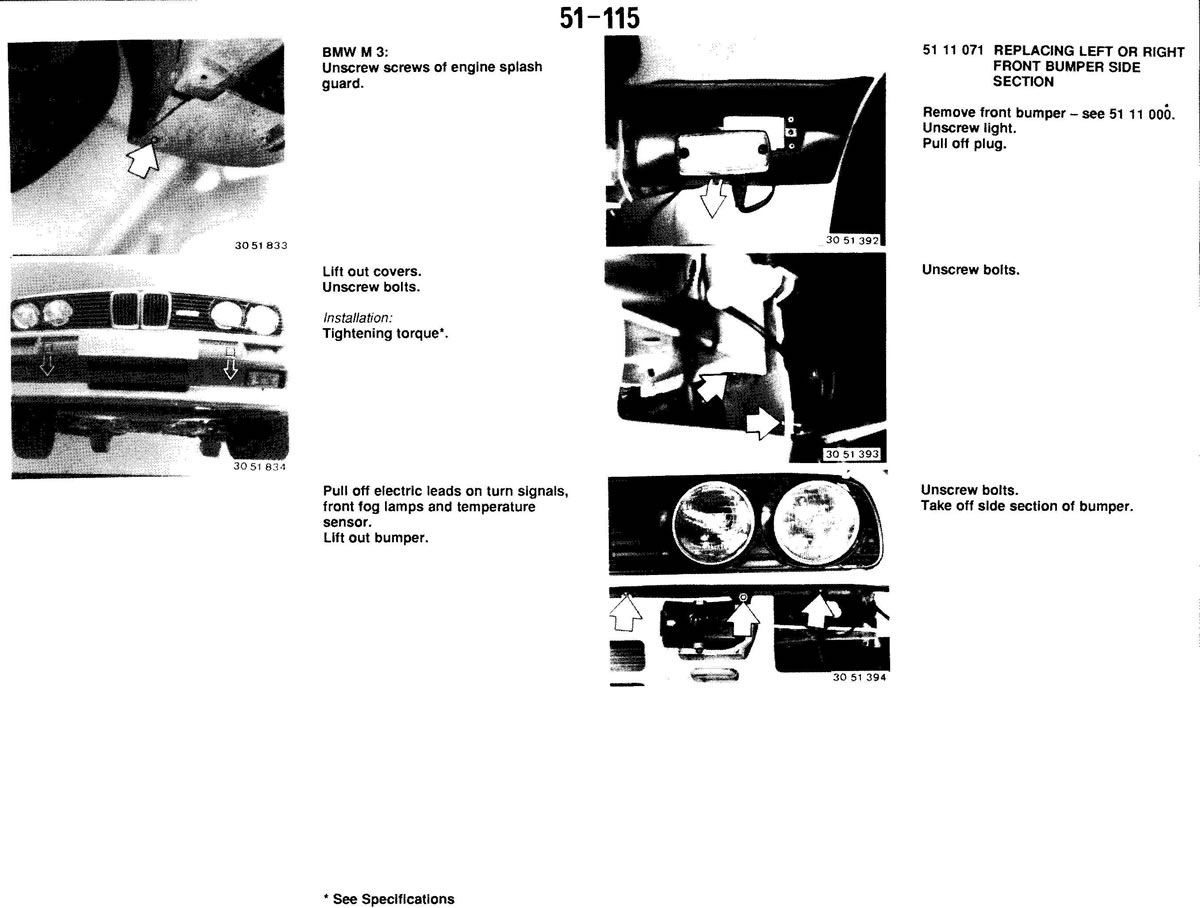 51-115
BMW M 3:
Unscrew screws of engine splash
guard.
30 51 833
Lift out covers.
Unscrew bolts.
Installation:
Tightening torque*.
30 51 834
Pull off electric leads on turn signals,
front fog lamps and temperature
sensor.
Lift out bumper.
51 11 071 REPLACING LEFT OR RIGHT
FRONT BUMPER SIDE
SECTION
Remove front bumper – see 51 11 000.
Unscrew light.
Pull off plug.
30 51 392
Unscrew bolts.
30 51 393
Unscrew bolts.
Take off side section of bumper.
30 51 394
* See Specifications